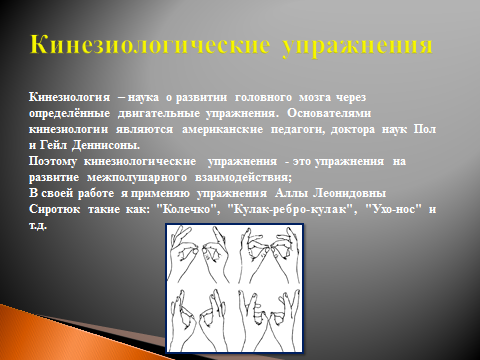 Кинезиологические упражнения
Кинезиология – наука о развитии головного мозга через
определённые двигательные упражнения. Основателями
кинезиологии являются американские педагоги, доктора наук Пол
и Гейл Деннисоны.
Поэтому кинезиологические упражнения - это упражнения на
развитие межполушарного взаимодействия;
В своей работе я применяю упражнения Аллы Леонидовны
Сиротюк такие как: "Колечко", "Кулак-ребро-кулак", "Ухо-нос" и
т.д.